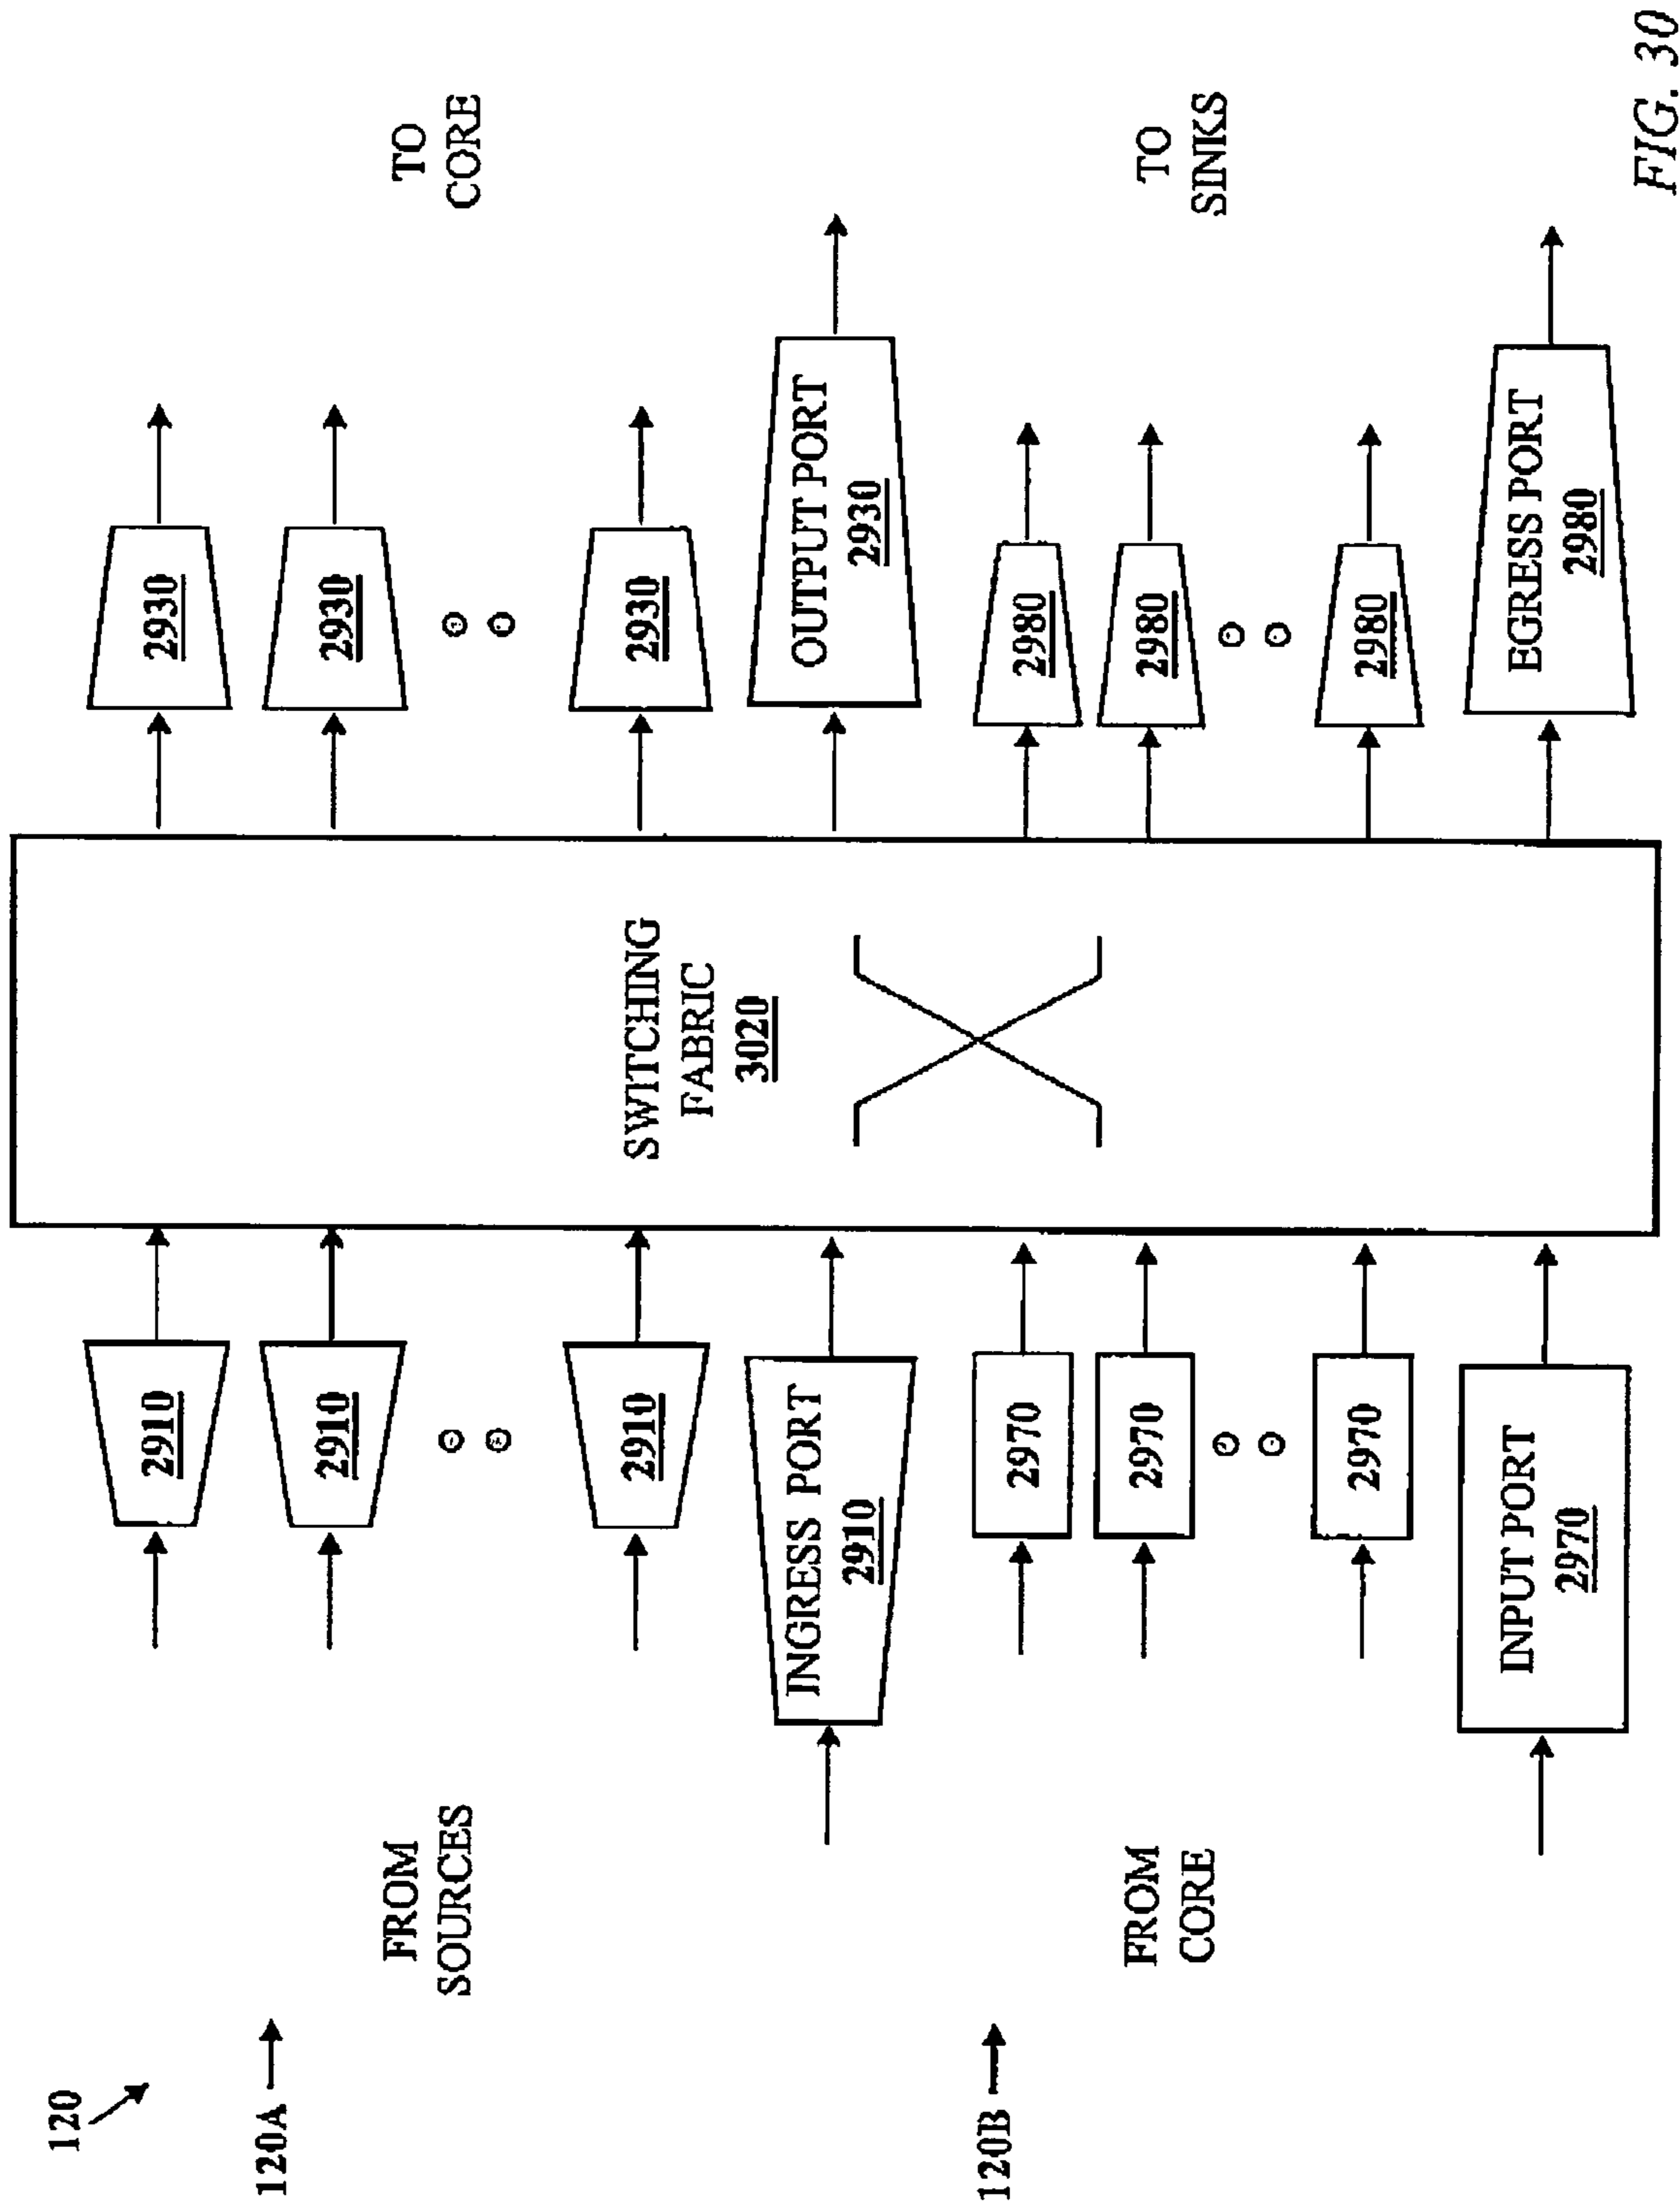 120
120A
120B
FROM
SOURCES
FROM
CORE
2910
2910
2910
INGRESS PORT
2910
2970
2970
2970
INPUT PORT
2970
SWITCHING
FABRIC
3020
2930
2930
2930
OUTPUT PORT
2930
2980
2980
2980
EGRESS PORT
2980
TO
CORE
TO
SINKS
FIG. 30